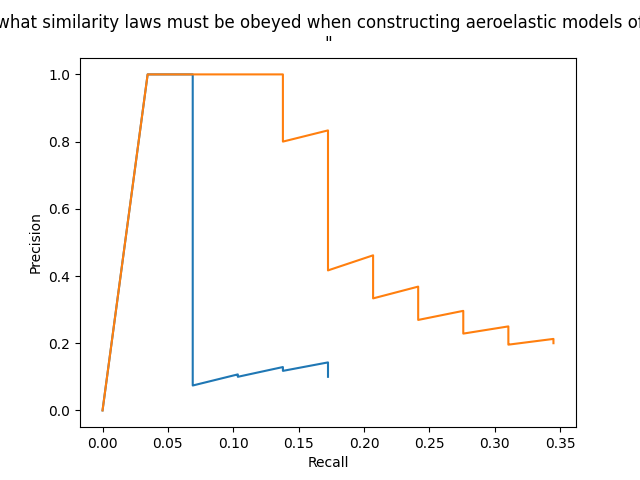 what similarity laws must be obeyed when constructing aeroelastic models of
"
1.0
0.8
0.6
0.4
0.2
0.0
Precision
0.00 0.05 0.10 0.15 0.20 0.25 0.30 0.35
Recall